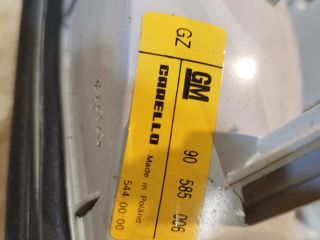 GZ
GM
90 585 006
CARELLO · Made in Poland
544 00 00